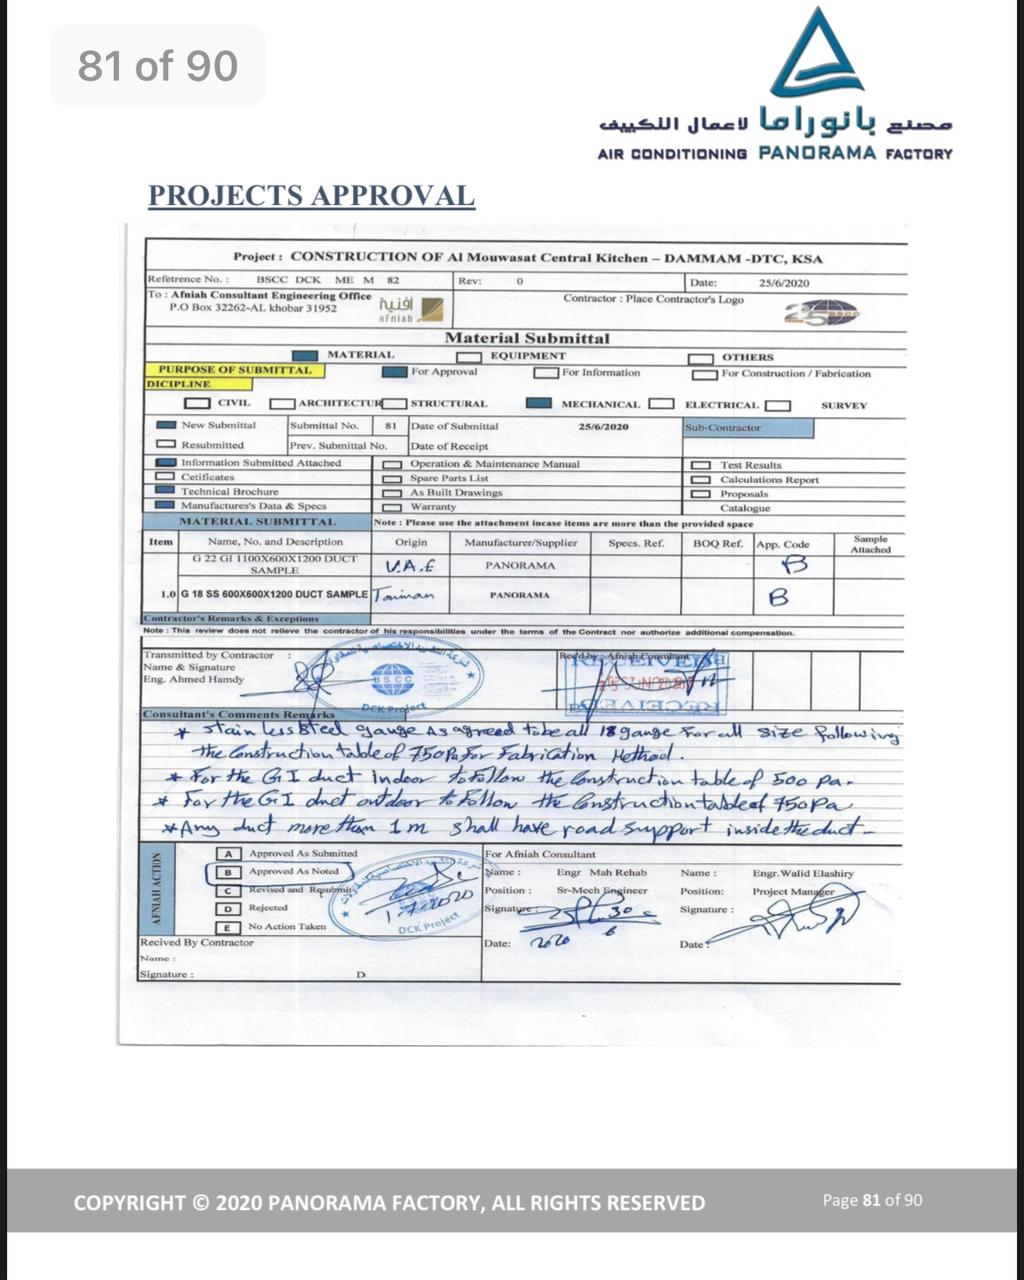 81 of 90
مصنع بانوراما لأعمال التكييف
AIR CONDITIONING PANORAMA FACTORY
PROJECTS APPROVAL
Project : CONSTRUCTION OF Al Mouwasat Central Kitchen – DAMMAM -DTC, KSA
Refetrence No. : BSCC DCK ME M 82 Rev: 0 Date: 25/6/2020
To : Afniah Consultant Engineering Office
P.O Box 32262-AL khobar 31952
أفنية
afniah
Contractor : Place Contractor's Logo
25 BSCC
Material Submittal
MATERIAL EQUIPMENT OTHERS
PURPOSE OF SUBMITTAL For Approval For Information For Construction / Fabrication
DICIPLINE
CIVIL ARCHITECTUR STRUCTURAL MECHANICAL ELECTRICAL SURVEY
New Submittal Submittal No. 81 Date of Submittal 25/6/2020 Sub-Contractor
Resubmitted Prev. Submittal No. Date of Receipt
Information Submitted Attached Operation & Maintenance Manual Test Results
Cetificates Spare Parts List Calculations Report
Technical Brochure As Built Drawings Proposals
Manufactures's Data & Specs Warranty Catalogue
MATERIAL SUBMITTAL Note : Please use the attachment incase items are more than the provided space
Item Name, No. and Description Origin Manufacturer/Supplier Specs. Ref. BOQ Ref. App. Code Sample Attached
G 22 GI 1100X600X1200 DUCT SAMPLE U.A.E PANORAMA B
1.0 G 18 SS 600X600X1200 DUCT SAMPLE PANORAMA B
Contractor's Remarks & Exceptions
Note : This review does not relieve the contractor of his responsibilities under the terms of the Contract nor authorize additional compensation.
Transmitted by Contractor :
Name & Signature
Eng. Ahmed Hamdy
BSCC
DCK Project
Rec'd by : Afniah Consultant
RECEIVED
Consultant's Comments Remarks
* Stainless Steel gauge As agreed to be all 18 gauge For all size following
the Construction table of 750 Pa For Fabrication Method.
* For the GI duct indoor to follow the Construction table of 500 pa.
* For the GI duct outdoor to Follow the Construction table of 750 Pa
* Any duct more than 1 m shall have road support inside the duct -
AFNIAH ACTION
A Approved As Submitted
B Approved As Noted
C Revised and Resubmit
D Rejected
E No Action Taken
1-7-2020
DCK Project
For Afniah Consultant
Name : Engr Mah Rehab Name : Engr.Walid Elashiry
Position : Sr-Mech Engineer Position: Project Manager
Signature : Signature :
Date: 2020 6 30 Date :
Recived By Contractor
Name :
Signature : D
COPYRIGHT © 2020 PANORAMA FACTORY, ALL RIGHTS RESERVED
Page 81 of 90